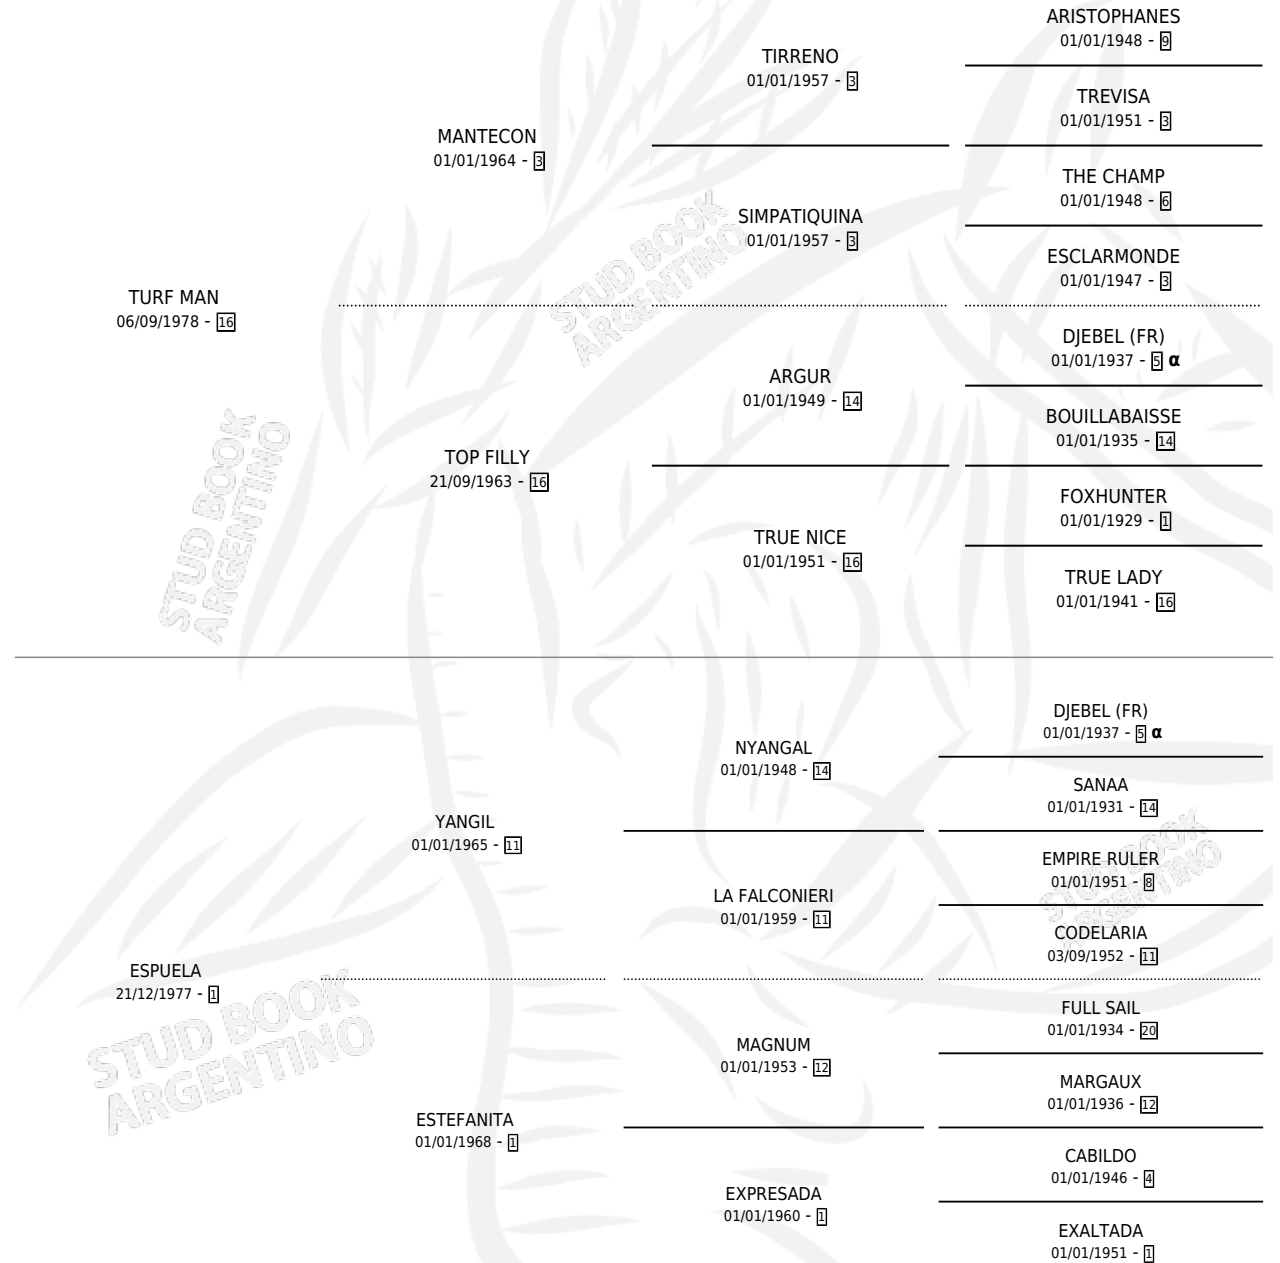 ARISTOPHANES
01/01/1948 - 9
TIRRENO
01/01/1957 - 3
TREVISA
01/01/1951 - 3
MANTECON
01/01/1964 - 3
THE CHAMP
01/01/1948 - 6
SIMPATIQUINA
01/01/1957 - 3
ESCLARMONDE
01/01/1947 - 3
TURF MAN
06/09/1978 - 16
DJEBEL (FR)
01/01/1937 - 5 α
ARGUR
01/01/1949 - 14
BOUILLABAISSE
01/01/1935 - 14
TOP FILLY
21/09/1963 - 16
FOXHUNTER
01/01/1929 - 1
TRUE NICE
01/01/1951 - 16
TRUE LADY
01/01/1941 - 16
DJEBEL (FR)
01/01/1937 - 5 α
NYANGAL
01/01/1948 - 14
SANAA
01/01/1931 - 14
YANGIL
01/01/1965 - 11
EMPIRE RULER
01/01/1951 - 8
LA FALCONIERI
01/01/1959 - 11
CODELARIA
03/09/1952 - 11
ESPUELA
21/12/1977 - 1
FULL SAIL
01/01/1934 - 20
MAGNUM
01/01/1953 - 12
MARGAUX
01/01/1936 - 12
ESTEFANITA
01/01/1968 - 1
CABILDO
01/01/1946 - 4
EXPRESADA
01/01/1960 - 1
EXALTADA
01/01/1951 - 1
STUD BOOK
ARGENTINO
STUD BOOK
ARGENTINO
STUD BOOK
ARGENTINO
STUD BOOK
ARGENTINO